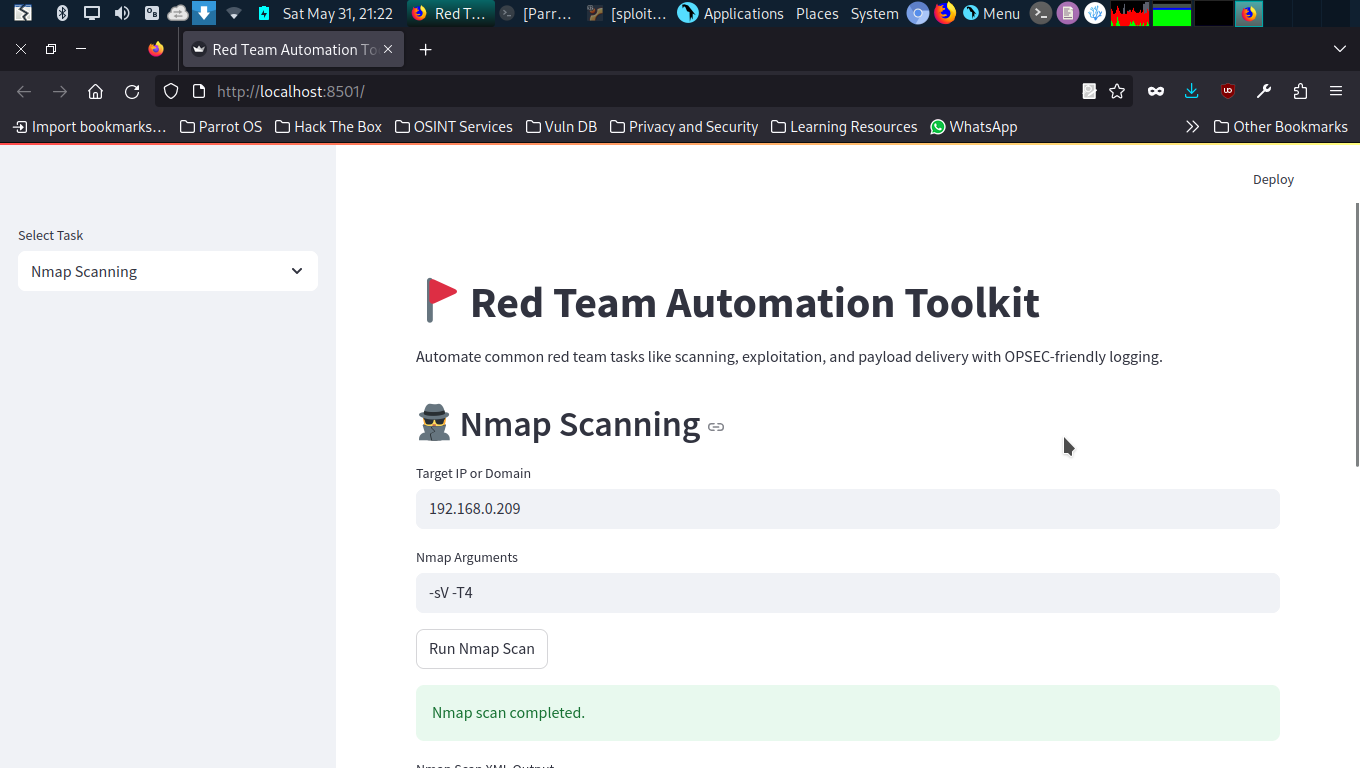 Sat May 31, 21:22
Red T...
[Parr...
[sploit...
Applications
Places
System
Menu
Red Team Automation To
http://localhost:8501/
Import bookmarks...
Parrot OS
Hack The Box
OSINT Services
Vuln DB
Privacy and Security
Learning Resources
WhatsApp
Other Bookmarks
Deploy
Select Task
Nmap Scanning
Red Team Automation Toolkit
Automate common red team tasks like scanning, exploitation, and payload delivery with OPSEC-friendly logging.
Nmap Scanning
Target IP or Domain
192.168.0.209
Nmap Arguments
-sV -T4
Run Nmap Scan
Nmap scan completed.
Nmap Scan XML Output